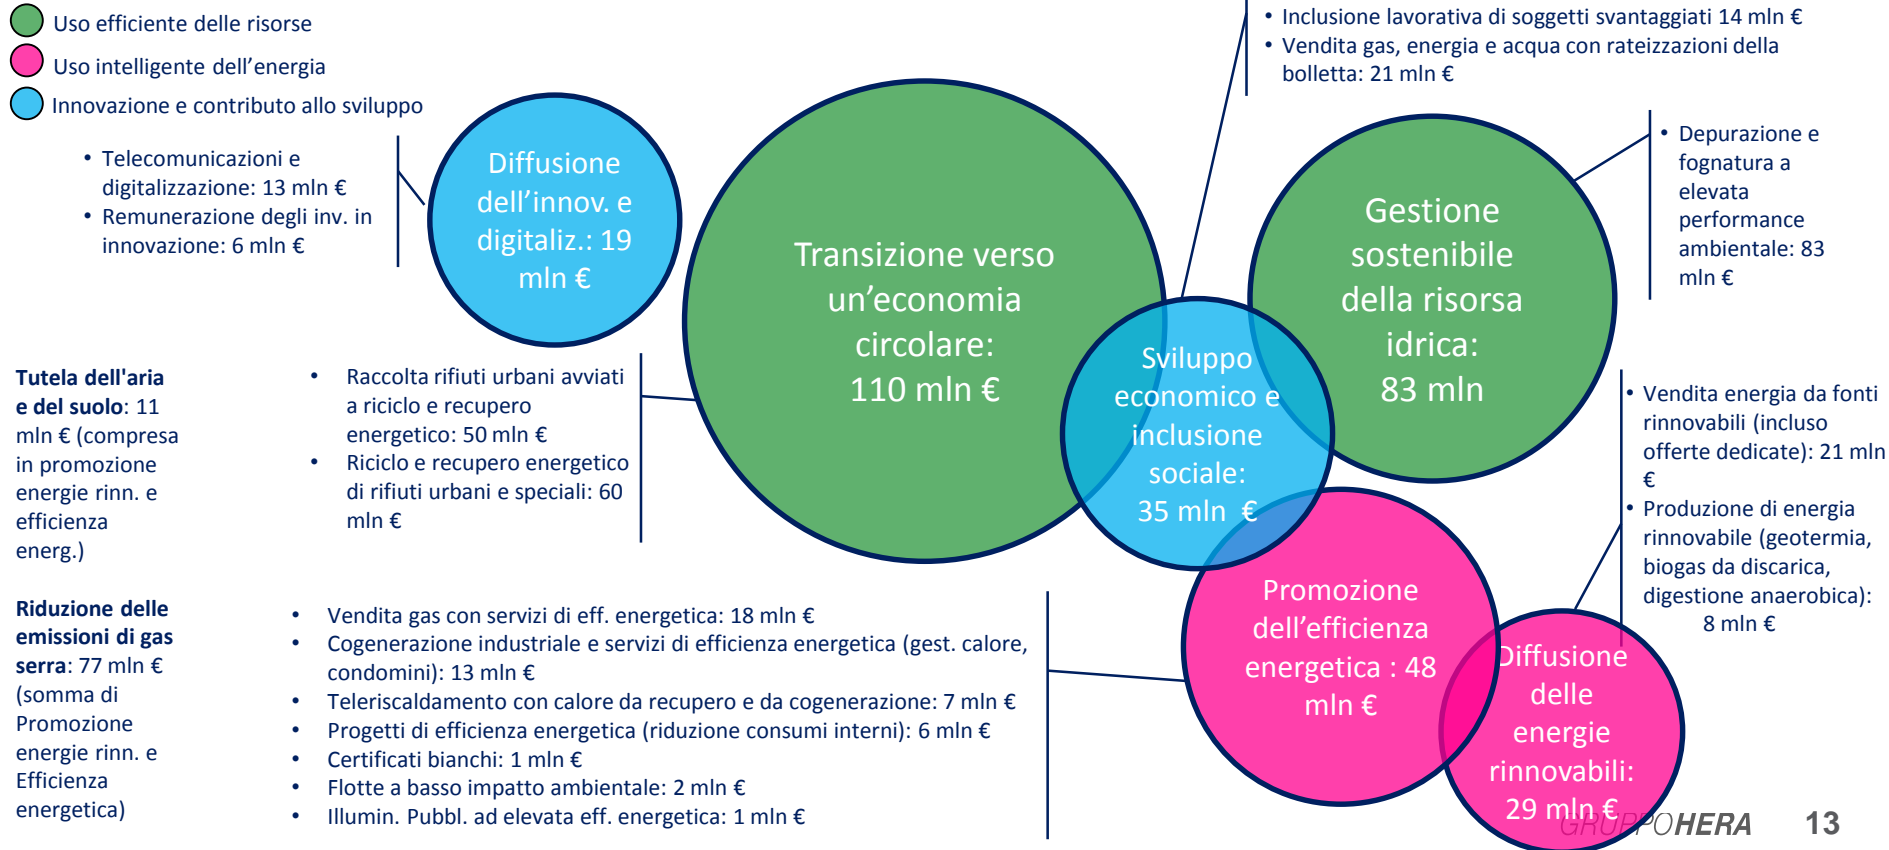 Uso efficiente delle risorse
Uso intelligente dell'energia
Innovazione e contributo allo sviluppo
• Telecomunicazioni e
digitalizzazione: 13 mln €
• Remunerazione degli inv. in
innovazione: 6 mln €
Diffusione
dell'innov. e
digitaliz.: 19
mln €
Transizione verso
un'economia
circolare:
110 mln €
• Inclusione lavorativa di soggetti svantaggiati 14 mln €
• Vendita gas, energia e acqua con rateizzazioni della
bolletta: 21 mln €
Gestione
sostenibile
della risorsa
idrica:
83 mln
• Depurazione e
fognatura a
elevata
performance
ambientale: 83
mln €
Sviluppo
economico e
inclusione
sociale:
35 mln €
Tutela dell'aria
e del suolo: 11
mln € (compresa
in promozione
energie rinn. e
efficienza
energ.)
• Raccolta rifiuti urbani avviati
a riciclo e recupero
energetico: 50 mln €
• Riciclo e recupero energetico
di rifiuti urbani e speciali: 60
mln €
• Vendita energia da fonti
rinnovabili (incluso
offerte dedicate): 21 mln
€
• Produzione di energia
rinnovabile (geotermia,
biogas da discarica,
digestione anaerobica):
8 mln €
Riduzione delle
emissioni di gas
serra: 77 mln €
(somma di
Promozione
energie rinn. e
Efficienza
energetica)
• Vendita gas con servizi di eff. energetica: 18 mln €
• Cogenerazione industriale e servizi di efficienza energetica (gest. calore,
condomini): 13 mln €
• Teleriscaldamento con calore da recupero e da cogenerazione: 7 mln €
• Progetti di efficienza energetica (riduzione consumi interni): 6 mln €
• Certificati bianchi: 1 mln €
• Flotte a basso impatto ambientale: 2 mln €
• Illumin. Pubbl. ad elevata eff. energetica: 1 mln €
Promozione
dell'efficienza
energetica : 48
mln €
Diffusione
delle
energie
rinnovabili:
29 mln €
GRUPPOHERA 13